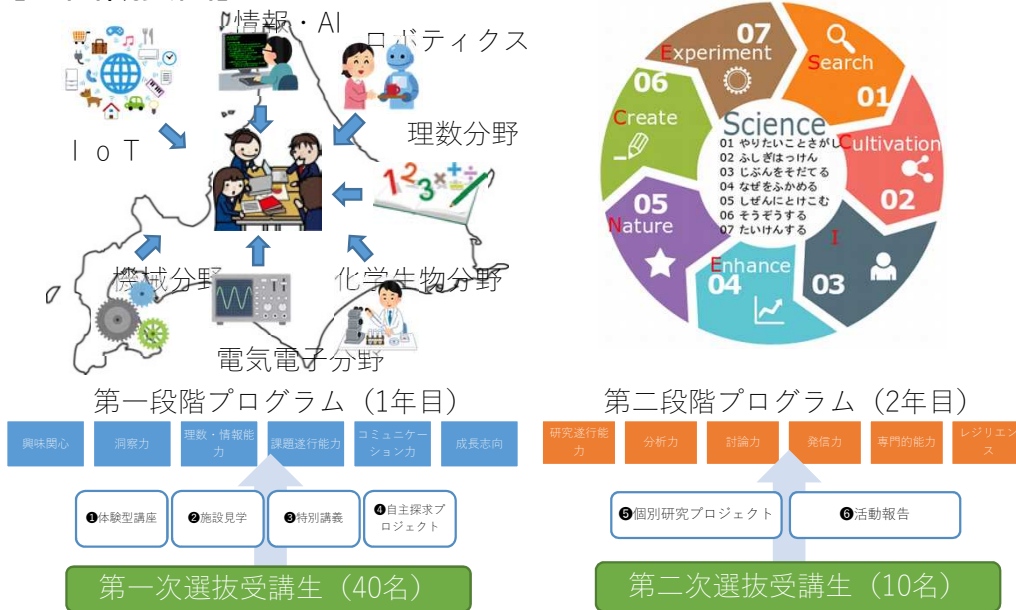 情報・AI
ロボティクス
IoT
理数分野
機械分野
化学生物分野
電気電子分野
07
Experiment
Search
01
06
Create
Cultivation
02
05
Nature
Enhance
04
I
03
Science
01 やりたいことさがし
02 ふしぎはっけん
03 じぶんをそだてる
04 なぜをふかめる
05 しぜんにとけこむ
06 そうぞうする
07 たいけんする
第一段階プログラム（1年目）
興味関心
洞察力
理数・情報能
力
課題遂行能力
コミュニケー
ション力
成長志向
❶体験型講座
❷施設見学
❸特別講義
❹自主探求プ
ロジェクト
第一次選抜受講生（40名）
第二段階プログラム（2年目）
研究遂行能
力
分析力
討論力
発信力
専門的能力
レジリエン
ス
❺個別研究プロジェクト
❻活動報告
第二次選抜受講生（10名）